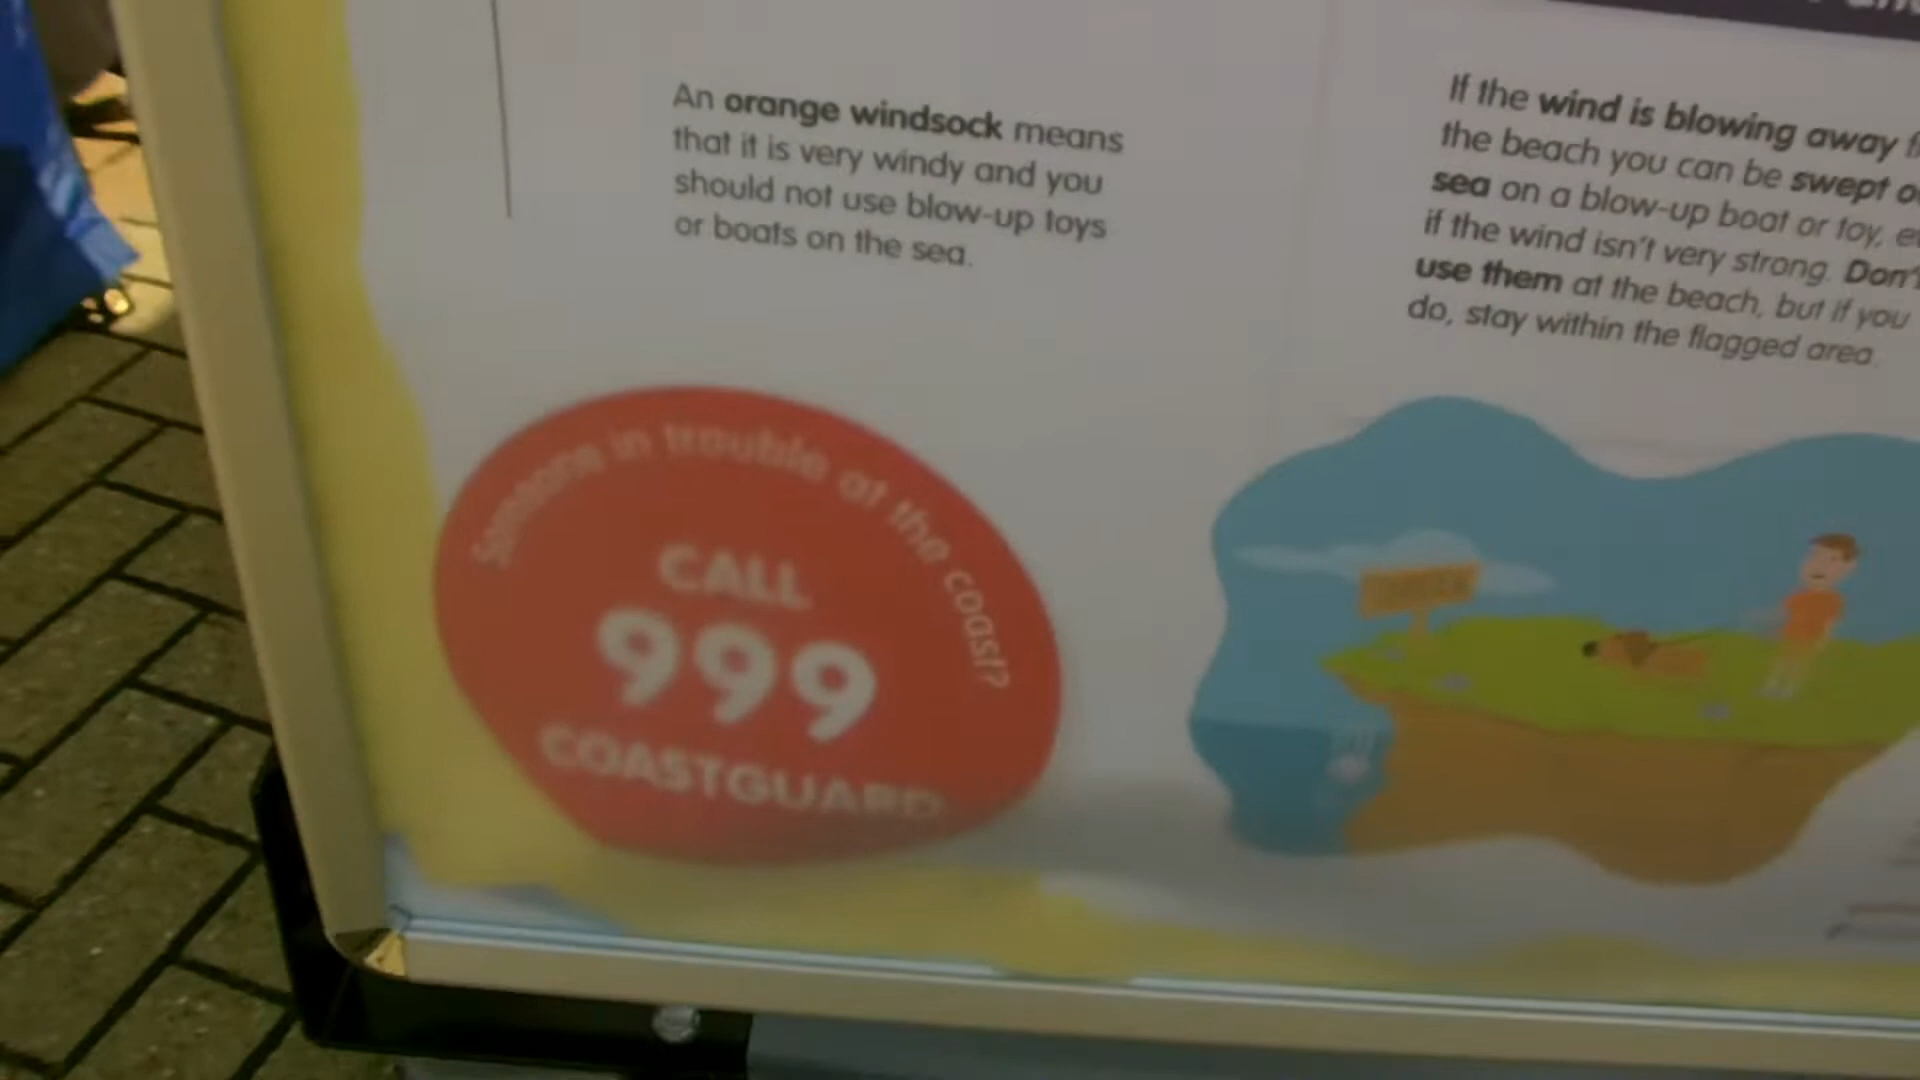 An orange windsock means
that it is very windy and you
should not use blow-up toys
or boats on the sea.
If the wind is blowing away
the beach you can be swept
sea on a blow-up boat or toy,
if the wind isn't very strong. Don't
use them at the beach, but if you
do, stay within the flagged area.
Someone in trouble at the coast?
CALL
999
COASTGUARD